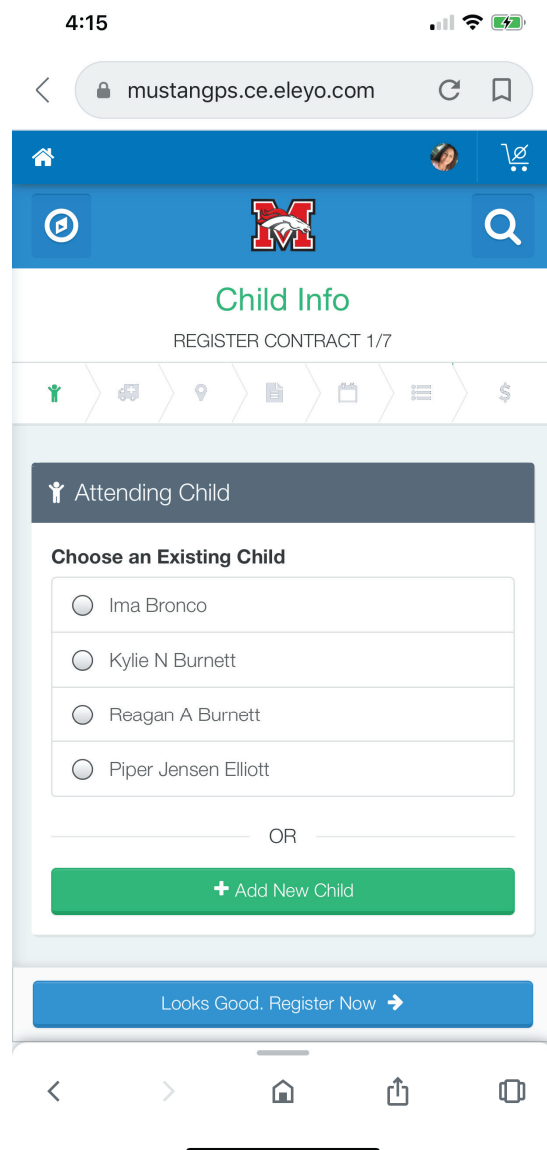 4:15
mustangps.ce.eleyo.com
M
Child Info
REGISTER CONTRACT 1/7
$
Attending Child
Choose an Existing Child
Ima Bronco
Kylie N Burnett
Reagan A Burnett
Piper Jensen Elliott
OR
+ Add New Child
Looks Good. Register Now →